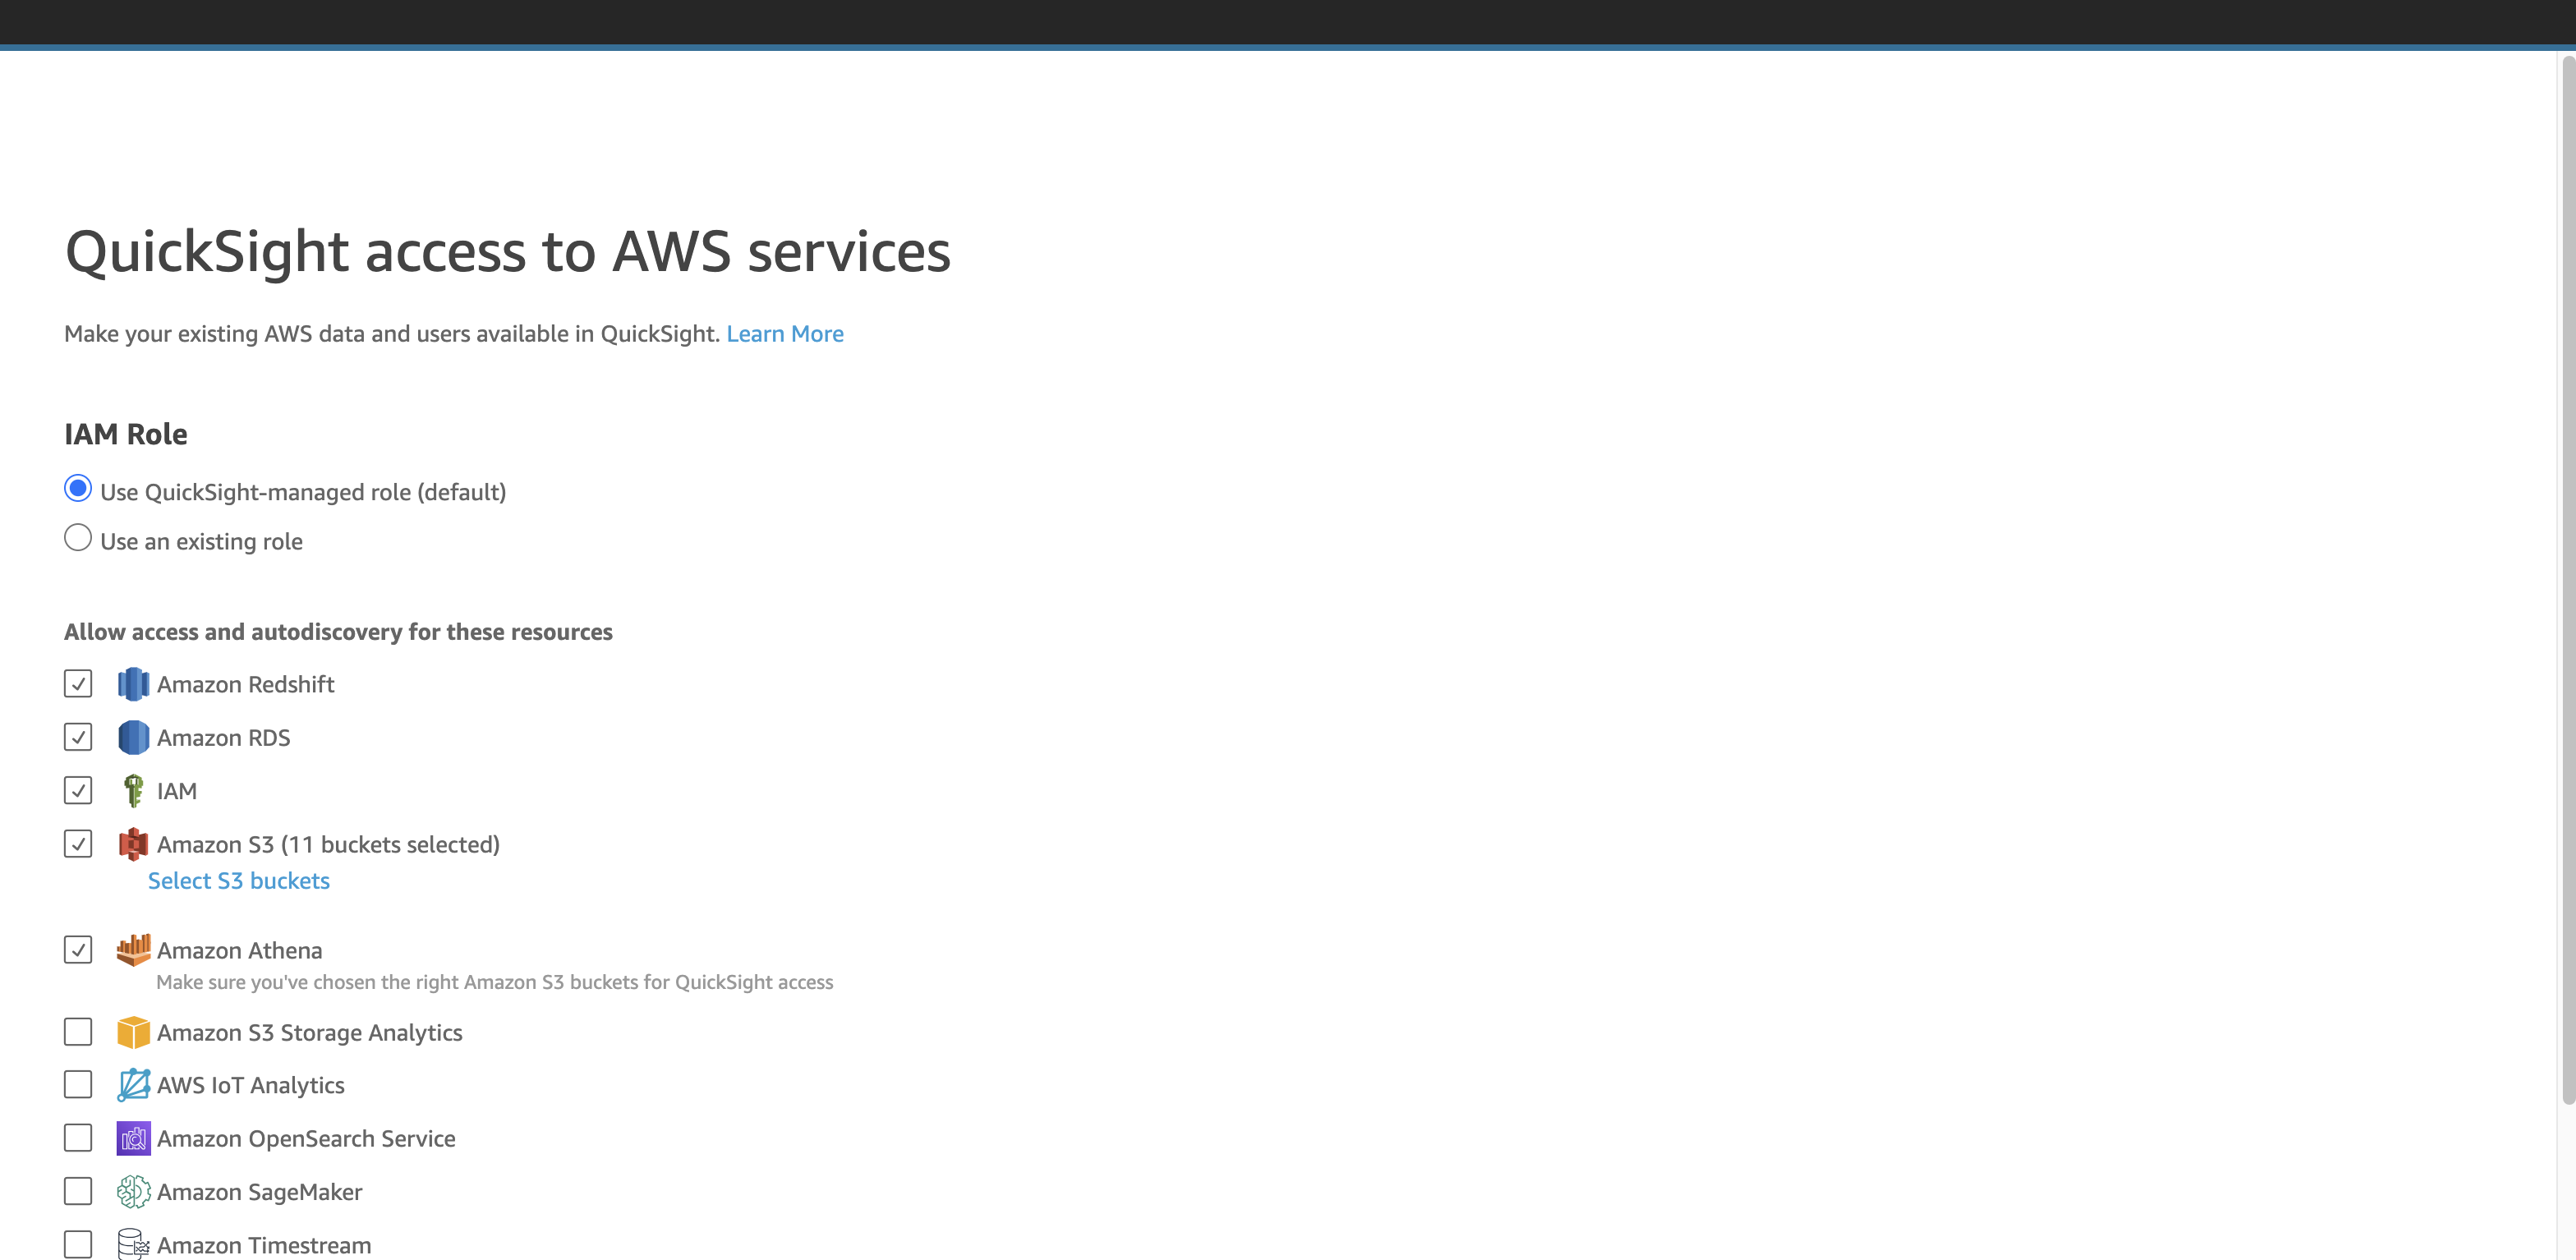 QuickSight access to AWS services
Make your existing AWS data and users available in QuickSight. Learn More
IAM Role
Use QuickSight-managed role (default)
Use an existing role
Allow access and autodiscovery for these resources
Amazon Redshift
Amazon RDS
IAM
Amazon S3 (11 buckets selected)
Select S3 buckets
Amazon Athena
Make sure you've chosen the right Amazon S3 buckets for QuickSight access
Amazon S3 Storage Analytics
AWS IoT Analytics
Amazon OpenSearch Service
Amazon SageMaker
Amazon Timestream